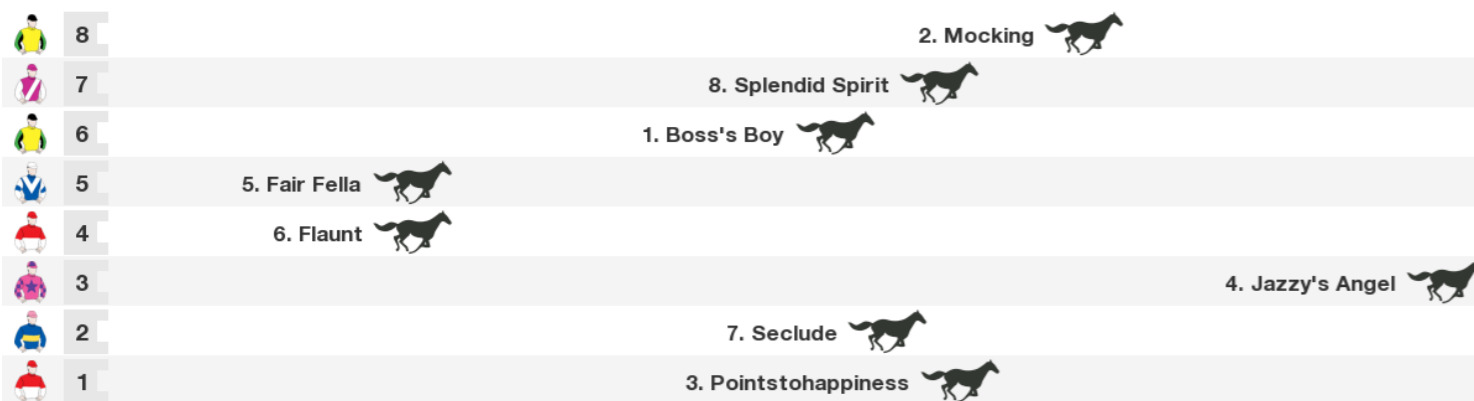 8 2. Mocking
7 8. Splendid Spirit
6 1. Boss's Boy
5 5. Fair Fella
4 6. Flaunt
3 4. Jazzy's Angel
2 7. Seclude
1 3. Pointstohappiness